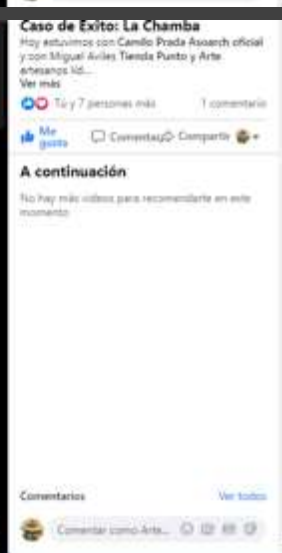 Caso de Éxito: La Chamba
Hoy estuvimos con Camilo Prada Asoarch oficial
y con Miguel Aviles Tienda Punto y Arte
artesanos
Ver más
Tú y 7 personas más 1 comentario
Me gusta Comentar Compartir
A continuación
No hay más videos para recomendarte en este
momento.
Comentarios Ver todos
Comentar como Arte...